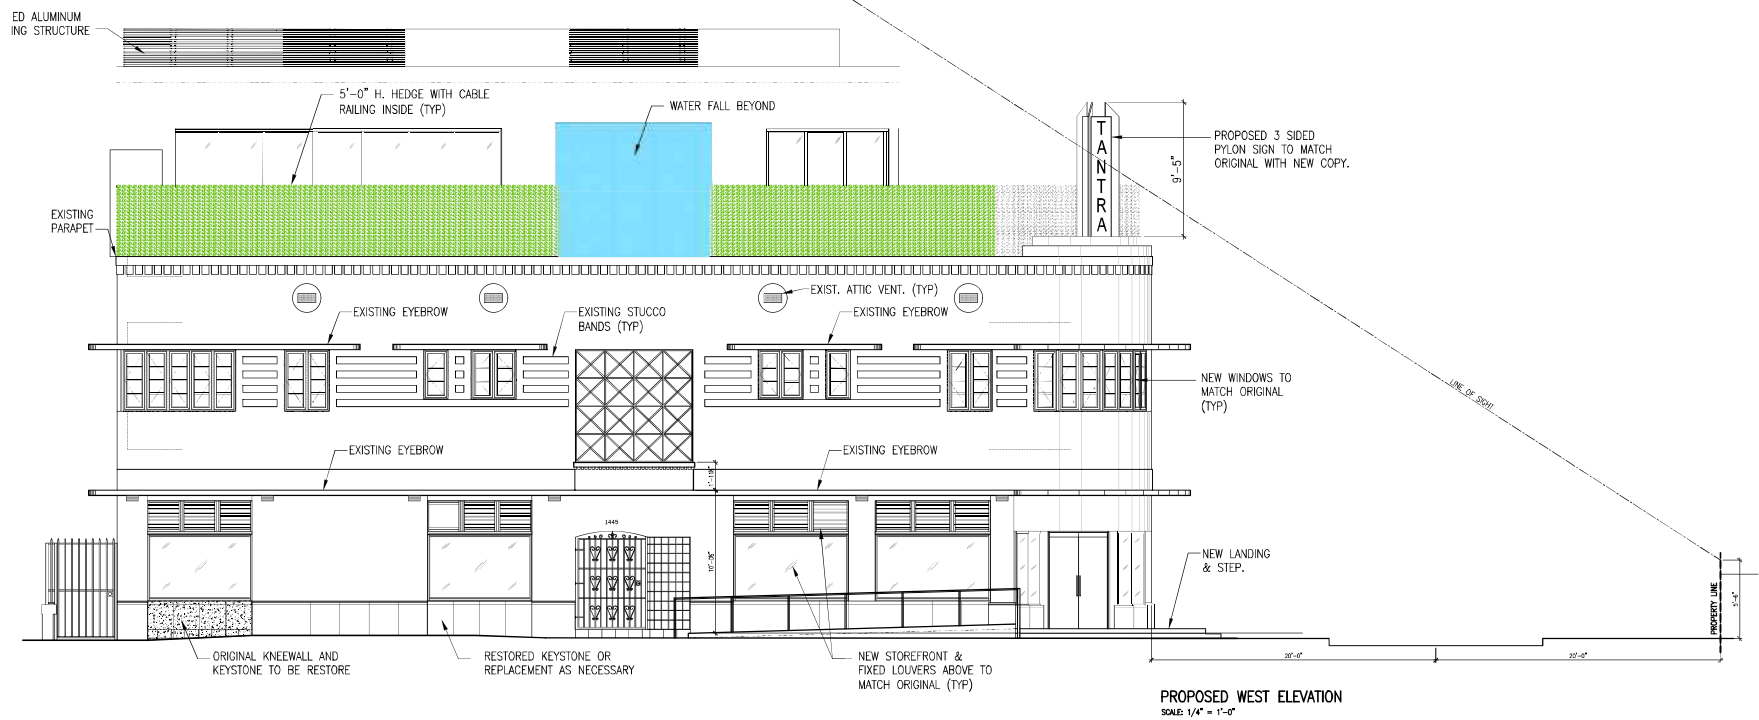 ED ALUMINUM
ING STRUCTURE
5'-0" H. HEDGE WITH CABLE
RAILING INSIDE (TYP)
WATER FALL BEYOND
TANTRA
PROPOSED 3 SIDED
PYLON SIGN TO MATCH
ORIGINAL WITH NEW COPY.
9'-5"
EXISTING
PARAPET
EXIST. ATTIC VENT. (TYP)
EXISTING EYEBROW
EXISTING STUCCO
BANDS (TYP)
EXISTING EYEBROW
NEW WINDOWS TO
MATCH ORIGINAL
(TYP)
LINE OF SIGHT
EXISTING EYEBROW
EXISTING EYEBROW
1445
NEW LANDING
& STEP.
PROPERTY LINE
5'-6"
ORIGINAL KNEEWALL AND
KEYSTONE TO BE RESTORE
RESTORED KEYSTONE OR
REPLACEMENT AS NECESSARY
NEW STOREFRONT &
FIXED LOUVERS ABOVE TO
MATCH ORIGINAL (TYP)
20'-0"
20'-0"
PROPOSED WEST ELEVATION
SCALE: 1/4" = 1'-0"